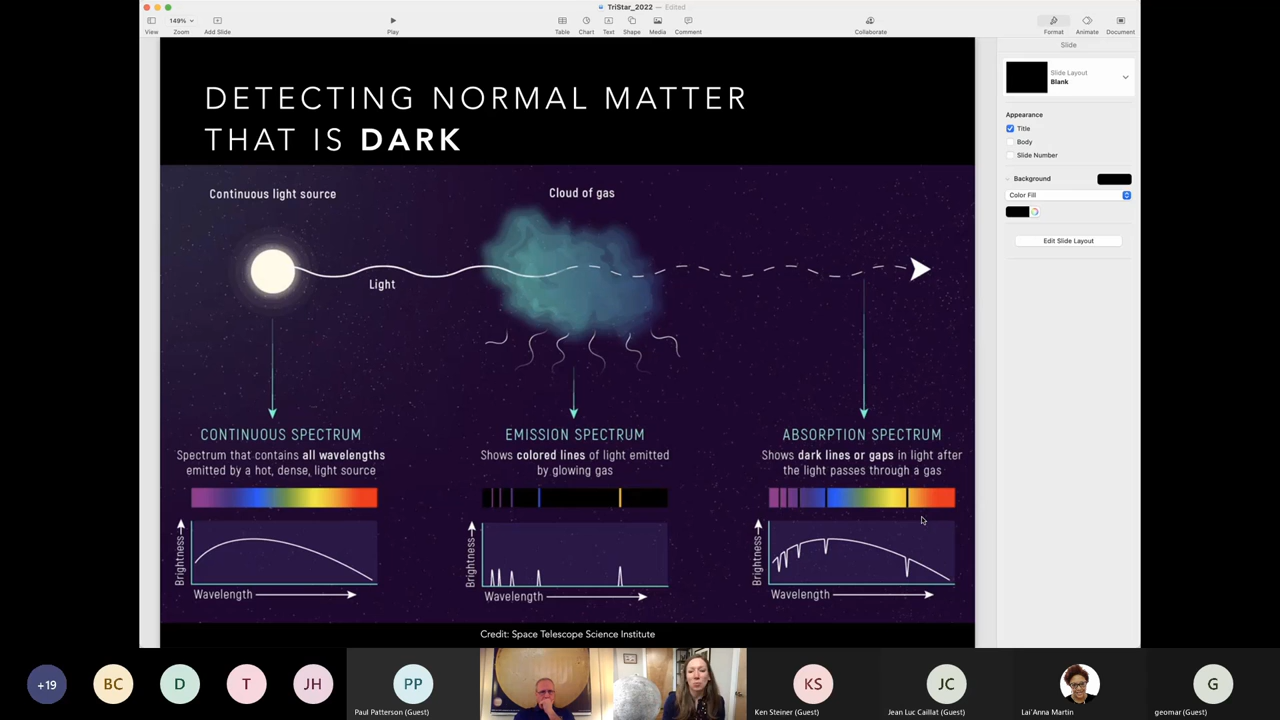 TriStar_2022 — Edited
149%
View
Zoom
Add Slide
Play
Table
Chart
Text
Shape
Media
Comment
Collaborate
Format
Animate
Document
Slide
Slide Layout
Blank
Appearance
Title
Body
Slide Number
Background
Color Fill
Edit Slide Layout
DETECTING NORMAL MATTER
THAT IS DARK
Continuous light source
Cloud of gas
Light
CONTINUOUS SPECTRUM
Spectrum that contains all wavelengths
emitted by a hot, dense, light source
Brightness
Wavelength
EMISSION SPECTRUM
Shows colored lines of light emitted
by glowing gas
Brightness
Wavelength
ABSORPTION SPECTRUM
Shows dark lines or gaps in light after
the light passes through a gas
Brightness
Wavelength
Credit: Space Telescope Science Institute
+19
BC
D
T
JH
PP
Paul Patterson (Guest)
KS
Ken Steiner (Guest)
JC
Jean Luc Caillat (Guest)
Lai'Anna Martin
G
geomar (Guest)